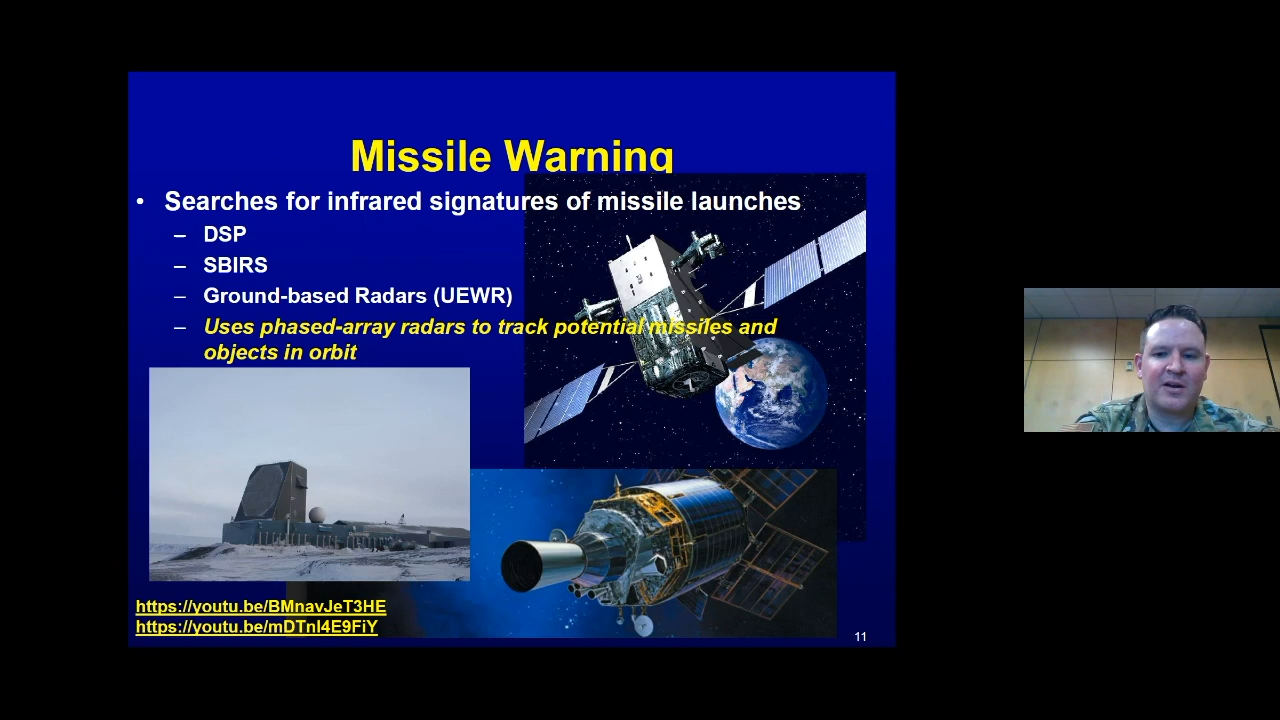 Missile Warning
• Searches for infrared signatures of missile launches
– DSP
– SBIRS
– Ground-based Radars (UEWR)
– Uses phased-array radars to track potential missiles and
objects in orbit
https://youtu.be/BMnavJeT3HE
https://youtu.be/mDTnI4E9FiY
11